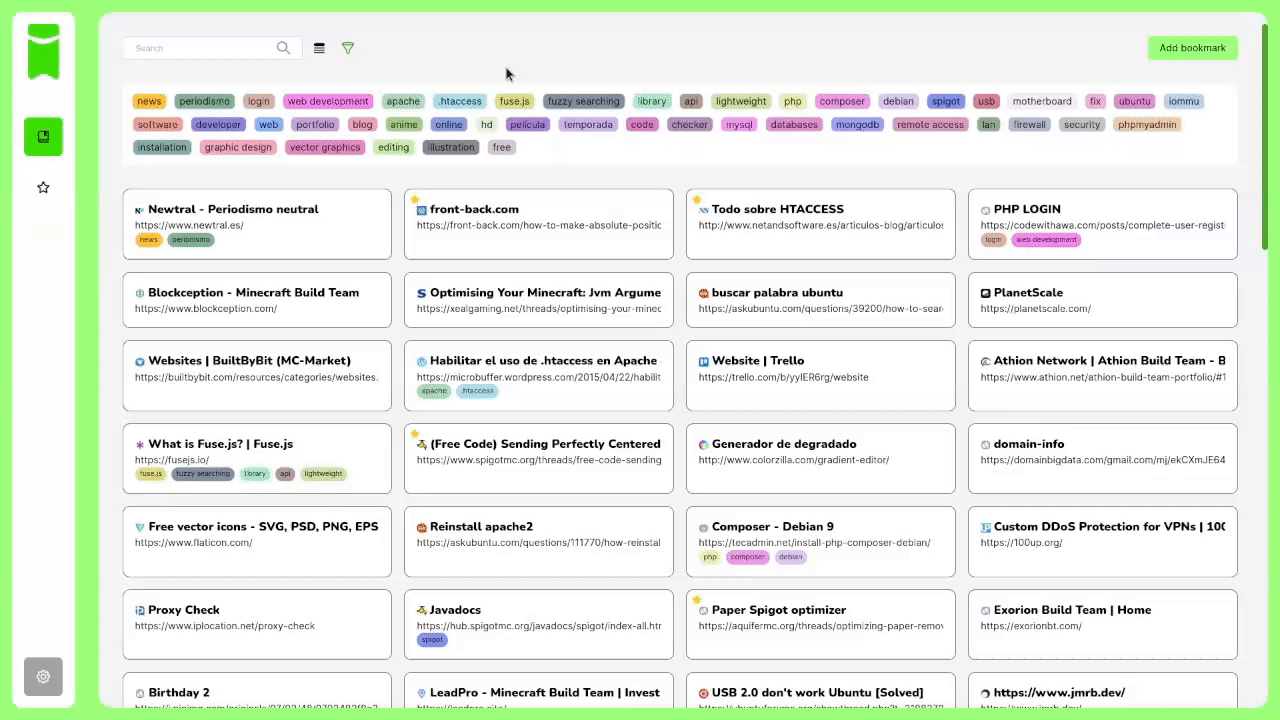 Search
Add bookmark
news periodismo login web development apache .htaccess fuse.js fuzzy searching library api lightweight php composer debian spigot usb motherboard fix ubuntu iommu
software developer web portfolio blog anime online hd película temporada code checker mysql databases mongodb remote access lan firewall security phpmyadmin
installation graphic design vector graphics editing illustration free
Newtral - Periodismo neutral
https://www.newtral.es/
news periodismo
front-back.com
https://front-back.com/how-to-make-absolute-positic
Todo sobre HTACCESS
http://www.netandsoftware.es/articulos-blog/articulos
PHP LOGIN
https://codewithawa.com/posts/complete-user-regist
login web development
Blockception - Minecraft Build Team
https://www.blockception.com/
Optimising Your Minecraft: Jvm Argume
https://xealgaming.net/threads/optimising-your-minec
buscar palabra ubuntu
https://askubuntu.com/questions/39200/how-to-sear
PlanetScale
https://planetscale.com/
Websites | BuiltByBit (MC-Market)
https://builtbybit.com/resources/categories/websites.
Habilitar el uso de .htaccess en Apache
https://microbuffer.wordpress.com/2015/04/22/habilit
apache .htaccess
Website | Trello
https://trello.com/b/yyIER6rg/website
Athion Network | Athion Build Team - B
https://www.athion.net/athion-build-team-portfolio/#1
What is Fuse.js? | Fuse.js
https://fusejs.io/
fuse.js fuzzy searching library api lightweight
(Free Code) Sending Perfectly Centered
https://www.spigotmc.org/threads/free-code-sending
Generador de degradado
http://www.colorzilla.com/gradient-editor/
domain-info
https://domainbigdata.com/gmail.com/mj/ekCXmJE64
Free vector icons - SVG, PSD, PNG, EPS
https://www.flaticon.com/
Reinstall apache2
https://askubuntu.com/questions/111770/how-reinstal
Composer - Debian 9
https://tecadmin.net/install-php-composer-debian/
php composer debian
Custom DDoS Protection for VPNs | 100
https://100up.org/
Proxy Check
https://www.iplocation.net/proxy-check
Javadocs
https://hub.spigotmc.org/javadocs/spigot/index-all.htr
spigot
Paper Spigot optimizer
https://aquifermc.org/threads/optimizing-paper-remov
Exorion Build Team | Home
https://exorionbt.com/
Birthday 2
LeadPro - Minecraft Build Team | Invest
USB 2.0 don't work Ubuntu [Solved]
https://www.jmrb.dev/